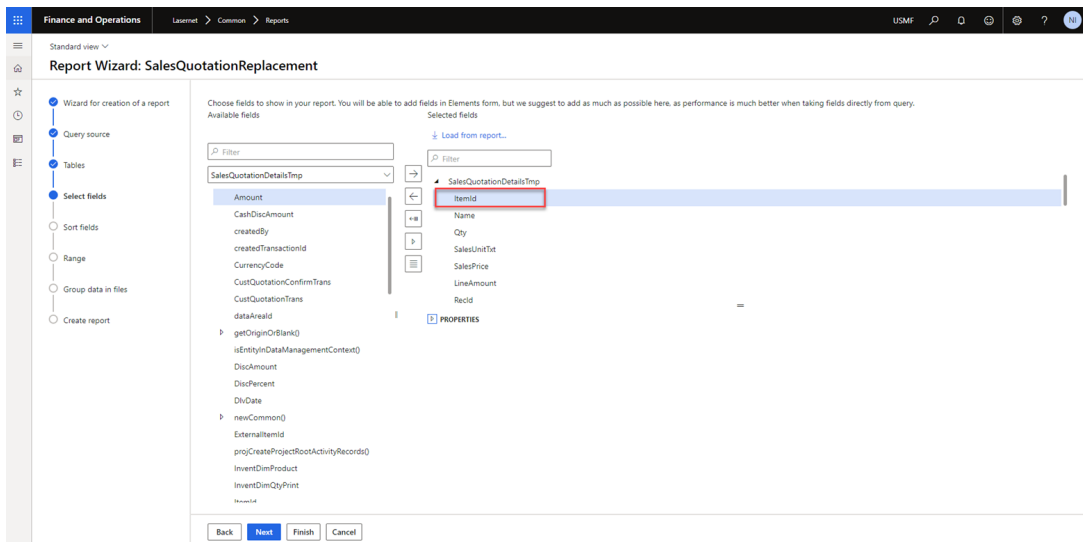 Finance and Operations
Lasernet > Common > Reports
USMF
NI
Standard view
Report Wizard: SalesQuotationReplacement
Wizard for creation of a report
Query source
Tables
Select fields
Sort fields
Range
Group data in files
Create report
Choose fields to show in your report. You will be able to add fields in Elements form, but we suggest to add as much as possible here, as performance is much better when taking fields directly from query.
Available fields
Filter
SalesQuotationDetailsTmp
Amount
CashDiscAmount
createdBy
createdTransactionId
CurrencyCode
CustQuotationConfirmTrans
CustQuotationTrans
dataAreaId
getOriginOrBlank()
isEntityInDataManagementContext()
DiscAmount
DiscPercent
DlvDate
newCommon()
ExternalItemId
projCreateProjectRootActivityRecords()
InventDimProduct
InventDimQtyPrint
ItemId
Selected fields
Load from report...
Filter
SalesQuotationDetailsTmp
ItemId
Name
Qty
SalesUnitTxt
SalesPrice
LineAmount
RecId
PROPERTIES
Back
Next
Finish
Cancel